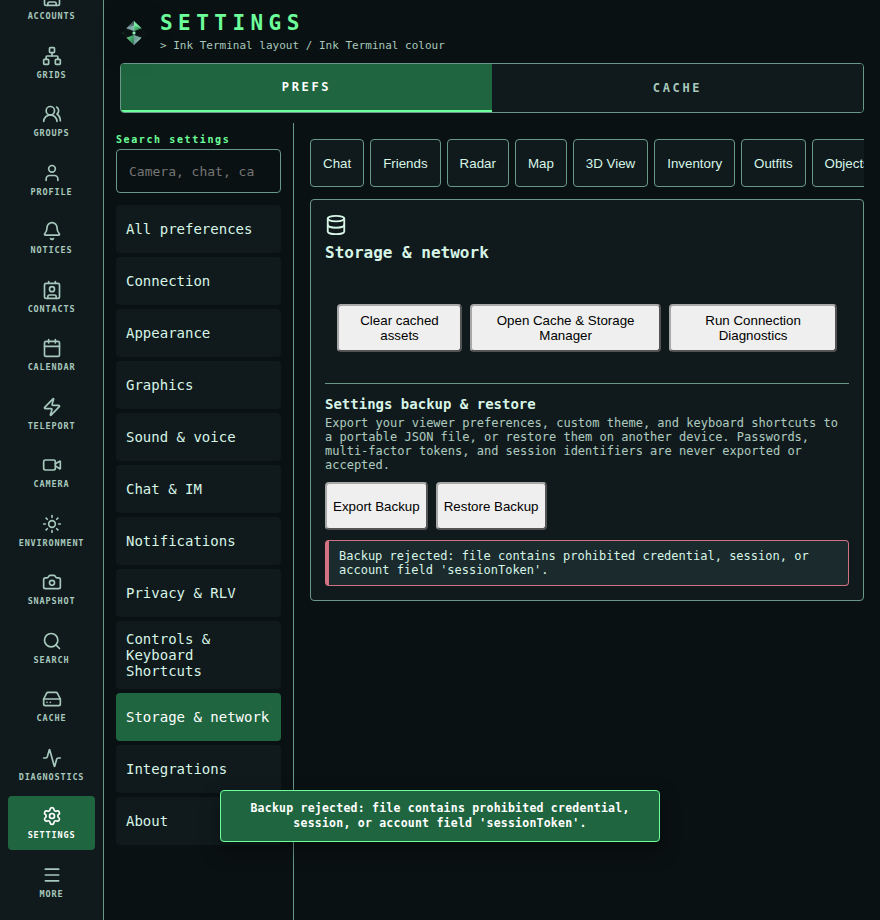 ACCOUNTS
GRIDS
GROUPS
PROFILE
NOTICES
CONTACTS
CALENDAR
TELEPORT
CAMERA
ENVIRONMENT
SNAPSHOT
SEARCH
CACHE
DIAGNOSTICS
SETTINGS
MORE
SETTINGS
> Ink Terminal layout / Ink Terminal colour
PREFS
CACHE
Search settings
Camera, chat, ca
All preferences
Connection
Appearance
Graphics
Sound & voice
Chat & IM
Notifications
Privacy & RLV
Controls &
Keyboard
Shortcuts
Storage & network
Integrations
About
Chat
Friends
Radar
Map
3D View
Inventory
Outfits
Object
Storage & network
Clear cached
assets
Open Cache & Storage
Manager
Run Connection
Diagnostics
Settings backup & restore
Export your viewer preferences, custom theme, and keyboard shortcuts to
a portable JSON file, or restore them on another device. Passwords,
multi-factor tokens, and session identifiers are never exported or
accepted.
Export Backup
Restore Backup
Backup rejected: file contains prohibited credential, session, or
account field 'sessionToken'.
Backup rejected: file contains prohibited credential,
session, or account field 'sessionToken'.